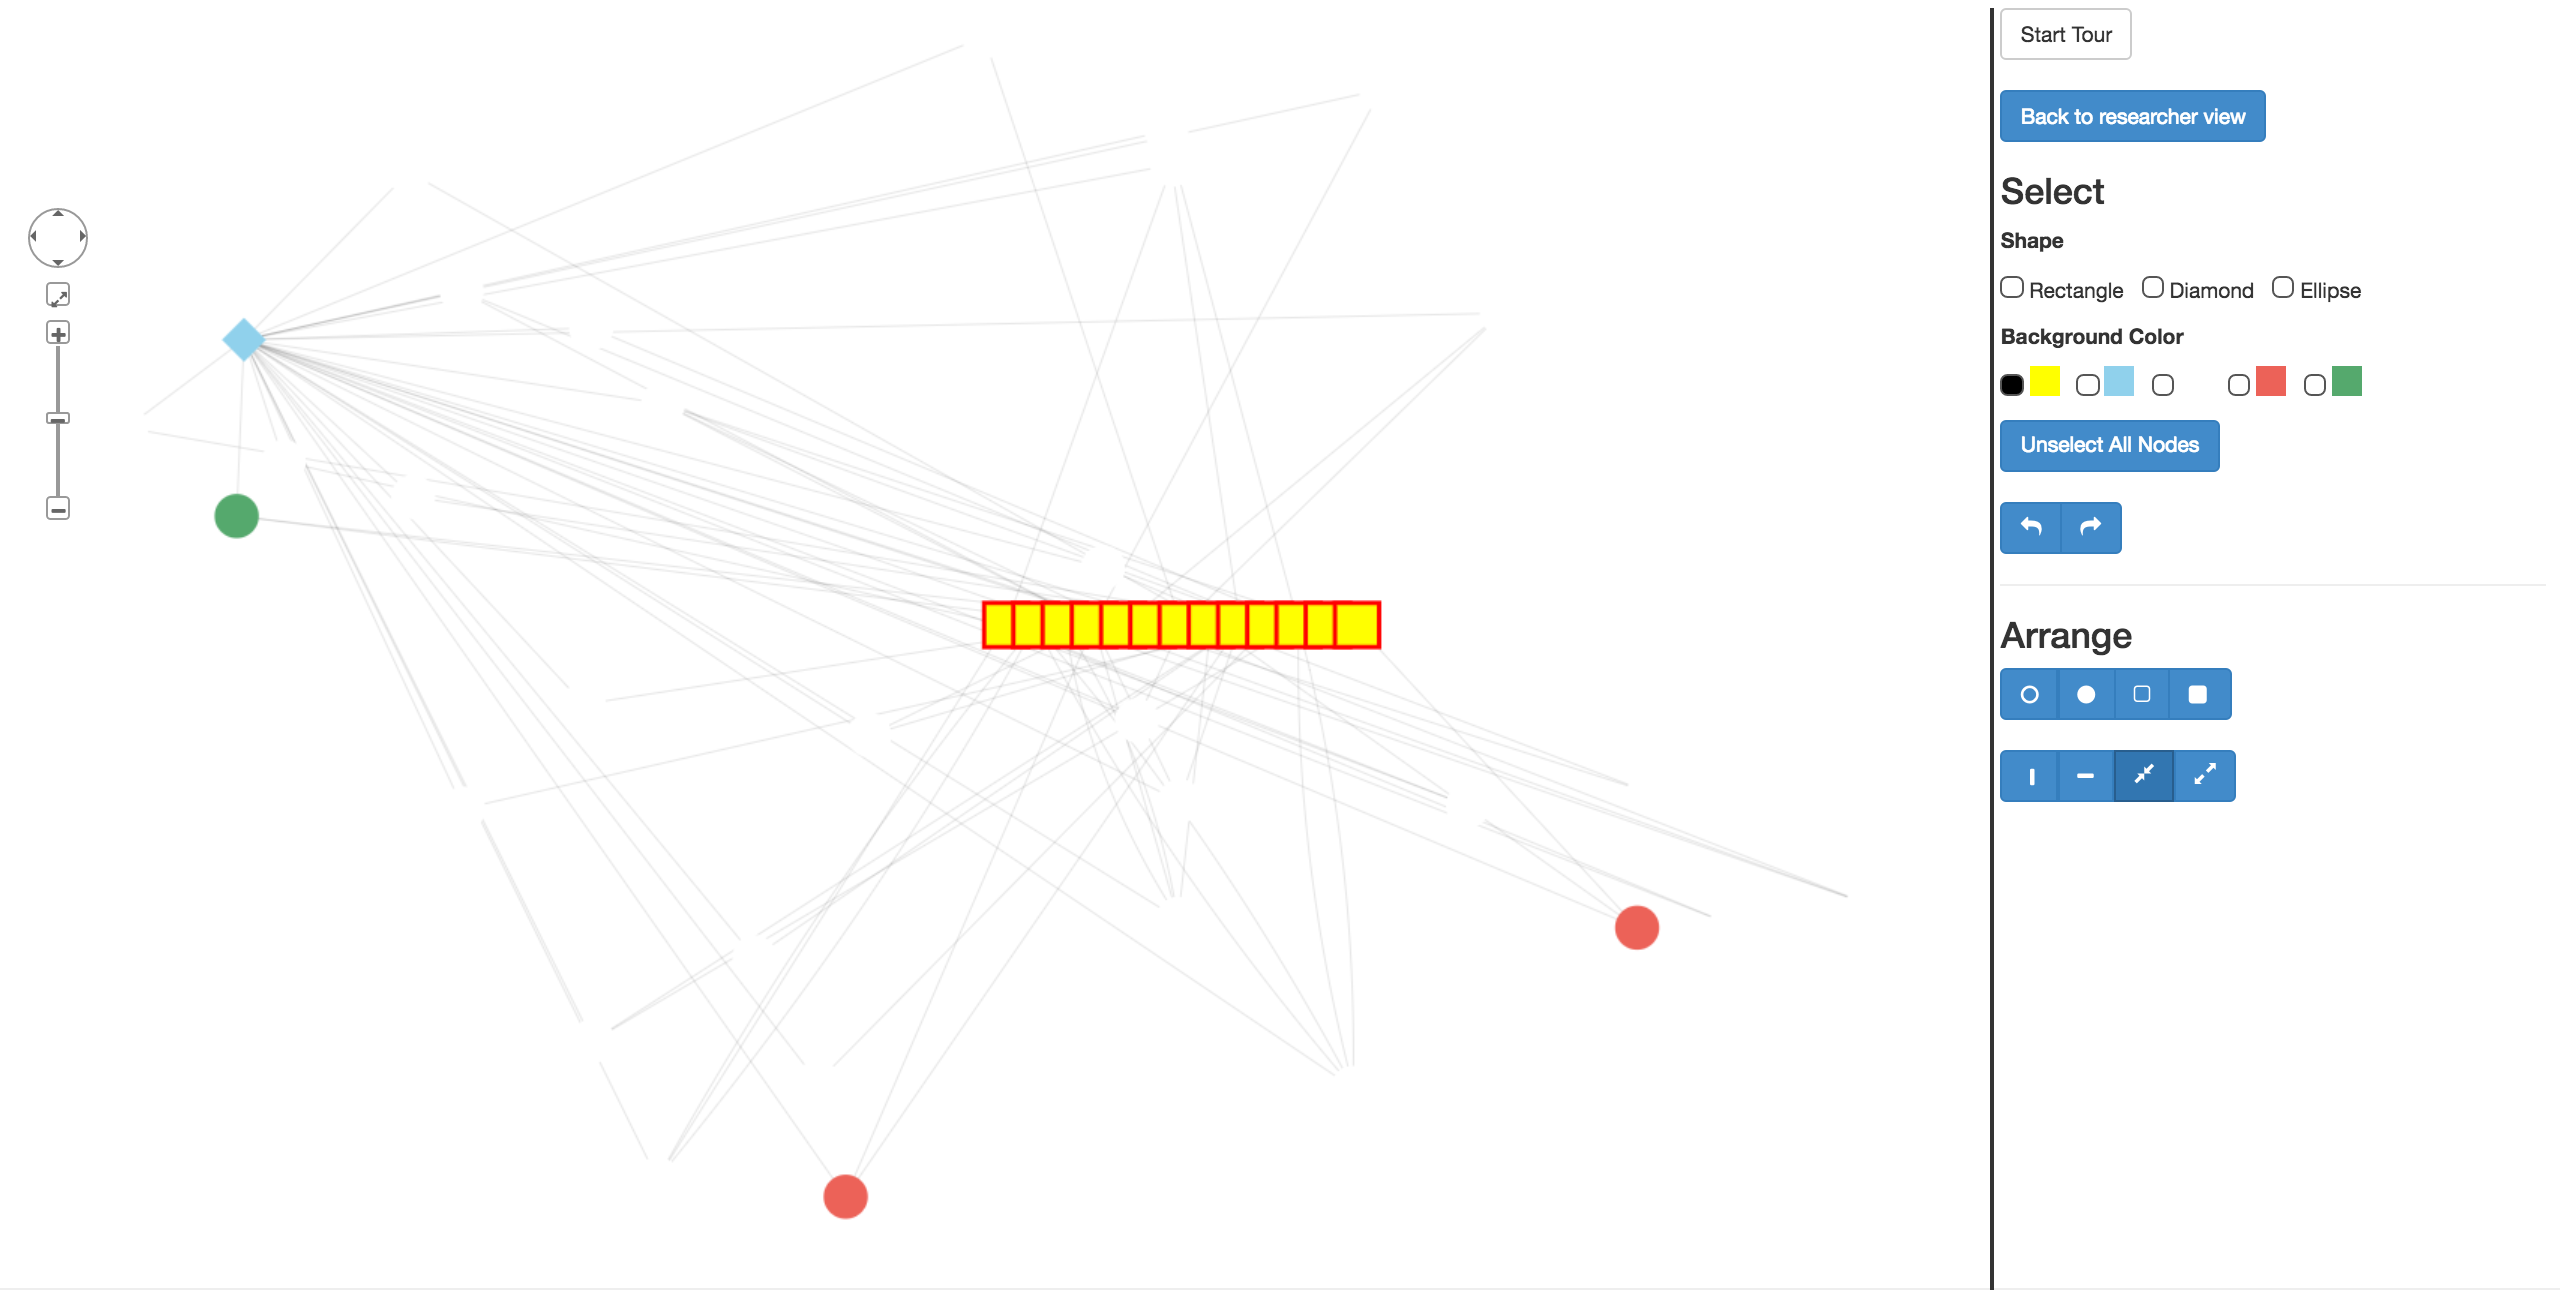 Start Tour
Back to researcher view
Select
Shape
Rectangle Diamond Ellipse
Background Color
Unselect All Nodes
Arrange